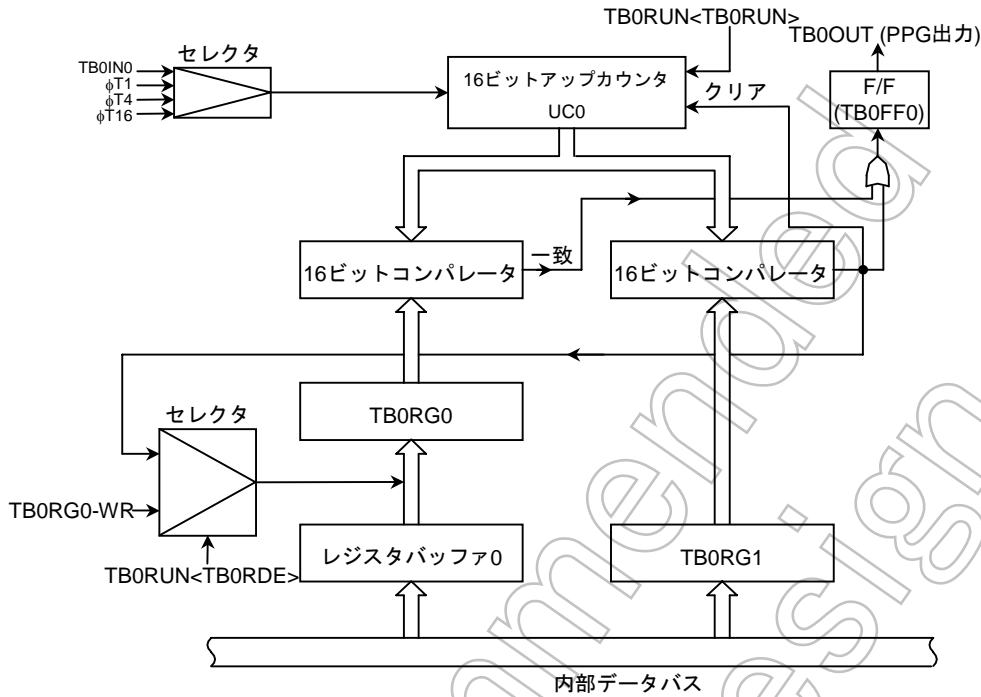 TB0RUN<TB0RUN>
TB0OUT (PPG出力)
セレクタ
TB0IN0
φT1
φT4
φT16
16ビットアップカウンタ
UC0
クリア
F/F
(TB0FF0)
16ビットコンパレータ
一致
16ビットコンパレータ
セレクタ
TB0RG0
TB0RG0-WR
TB0RUN<TB0RDE>
レジスタバッファ0
TB0RG1
内部データバス